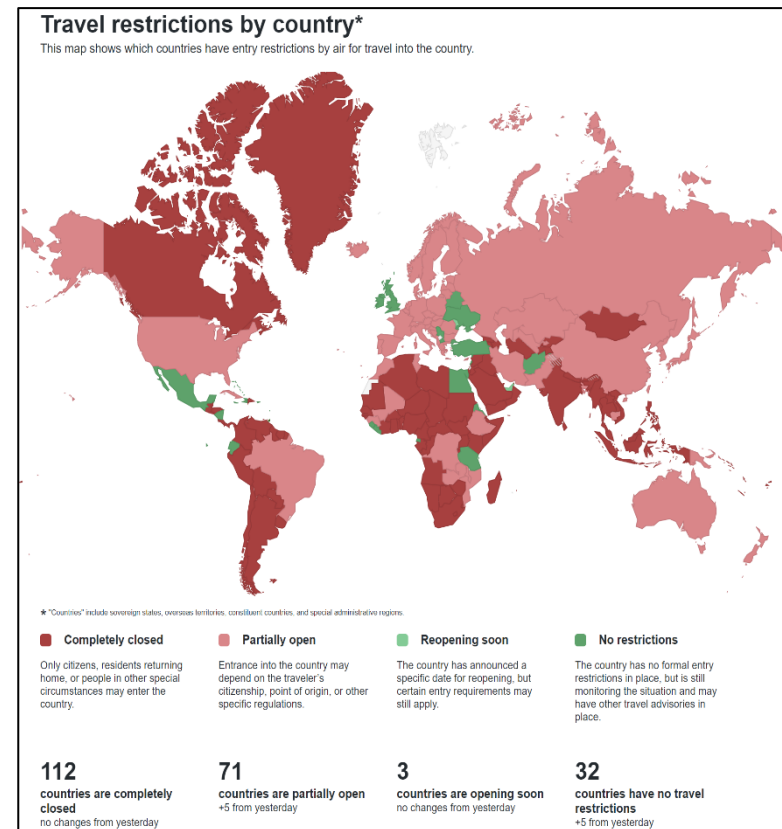 Travel restrictions by country*
This map shows which countries have entry restrictions by air for travel into the country.
* "Countries" include sovereign states, overseas territories, constituent countries, and special administrative regions.
Completely closed
Only citizens, residents returning
home, or people in other special
circumstances may enter the
country.
Partially open
Entrance into the country may
depend on the traveler's
citizenship, point of origin, or other
specific regulations.
Reopening soon
The country has announced a
specific date for reopening, but
certain entry requirements may
still apply.
No restrictions
The country has no formal entry
restrictions in place, but is still
monitoring the situation and may
have other travel advisories in
place.
112
countries are completely
closed
no changes from yesterday
71
countries are partially open
+5 from yesterday
3
countries are opening soon
no changes from yesterday
32
countries have no travel
restrictions
+5 from yesterday